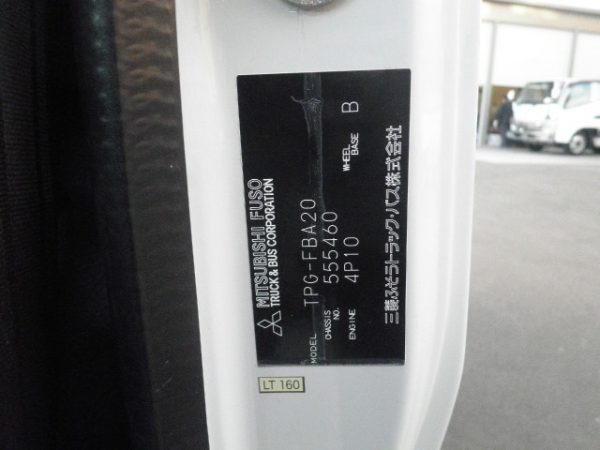 MITSUBISHI FUSO
TRUCK & BUS CORPORATION
MODEL TPG-FBA20
CHASSIS NO. 555460
ENGINE 4P10 WHEEL BASE B
三菱ふそうトラック・バス株式会社
LT 160